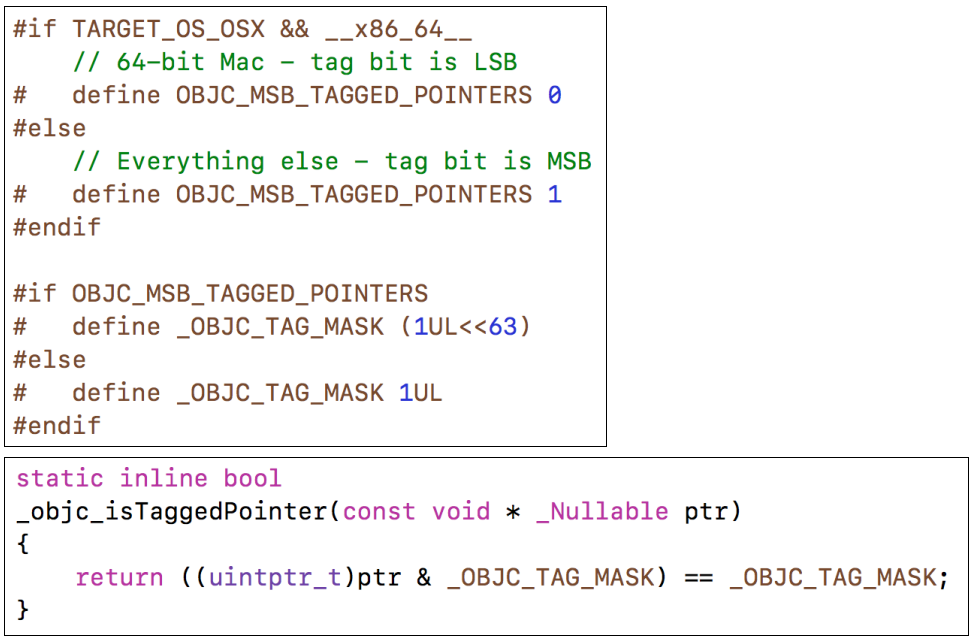 #if TARGET_OS_OSX && __x86_64__
    // 64-bit Mac - tag bit is LSB
#   define OBJC_MSB_TAGGED_POINTERS 0
#else
    // Everything else - tag bit is MSB
#   define OBJC_MSB_TAGGED_POINTERS 1
#endif

#if OBJC_MSB_TAGGED_POINTERS
#   define _OBJC_TAG_MASK (1UL<<63)
#else
#   define _OBJC_TAG_MASK 1UL
#endif

static inline bool
_objc_isTaggedPointer(const void * _Nullable ptr)
{
    return ((uintptr_t)ptr & _OBJC_TAG_MASK) == _OBJC_TAG_MASK;
}